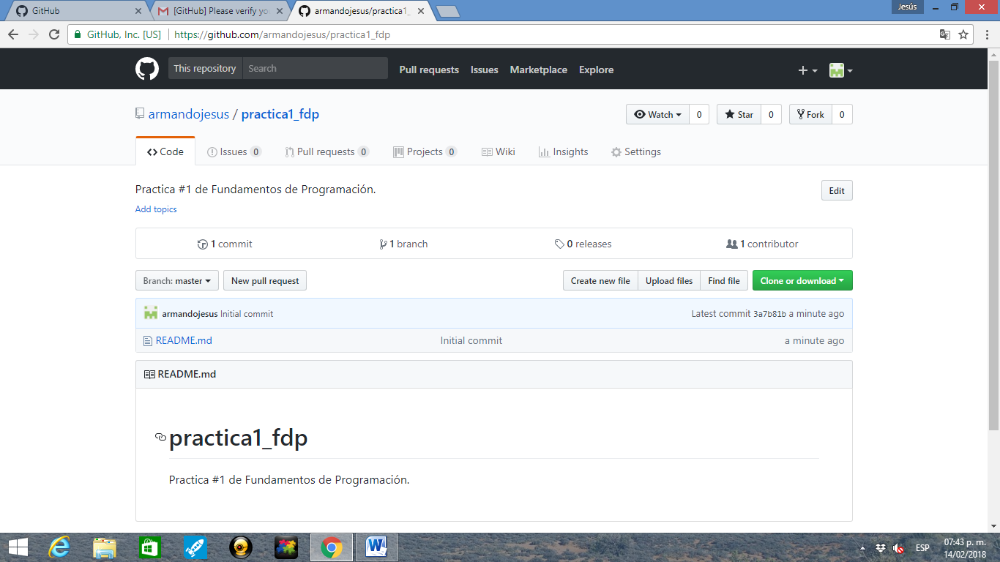 GitHub
[GitHub] Please verify yo
armandojesus/practica1_
Jesús
GitHub, Inc. [US]
https://github.com/armandojesus/practica1_fdp
This repository
Search
Pull requests
Issues
Marketplace
Explore
armandojesus / practica1_fdp
Watch 0
Star 0
Fork 0
Code
Issues 0
Pull requests 0
Projects 0
Wiki
Insights
Settings
Practica #1 de Fundamentos de Programación.
Edit
Add topics
1 commit
1 branch
0 releases
1 contributor
Branch: master
New pull request
Create new file
Upload files
Find file
Clone or download
armandojesus Initial commit
Latest commit 3a7b81b a minute ago
README.md
Initial commit
a minute ago
README.md
practica1_fdp
Practica #1 de Fundamentos de Programación.
ESP
07:43 p. m.
14/02/2018